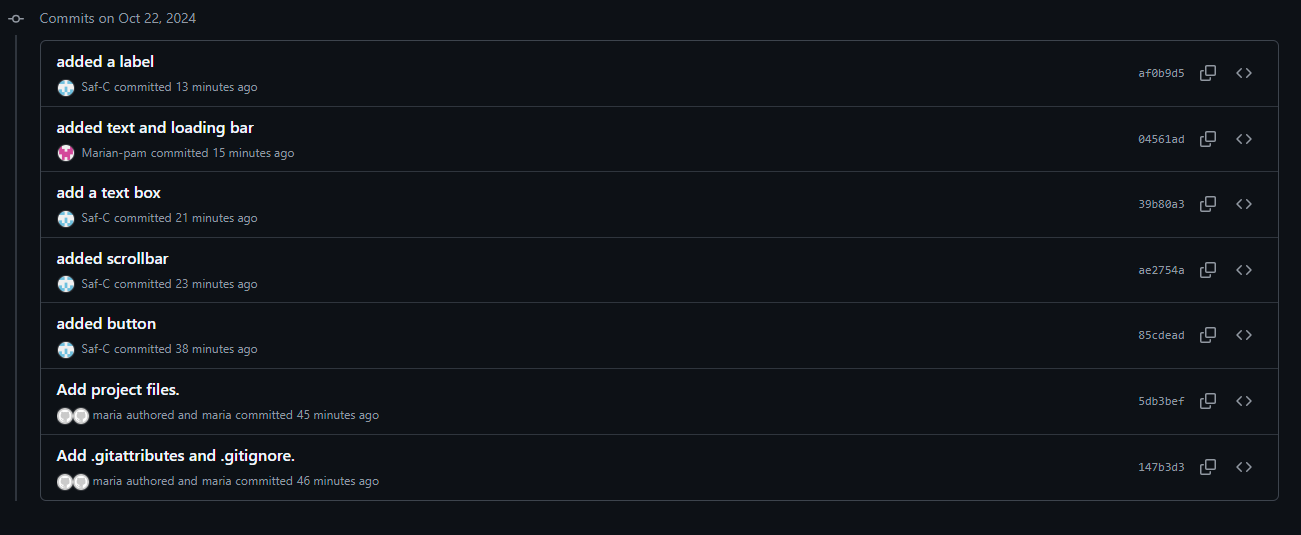 Commits on Oct 22, 2024
added a label
Saf-C committed 13 minutes ago
af0b9d5
added text and loading bar
Marian-pam committed 15 minutes ago
04561ad
add a text box
Saf-C committed 21 minutes ago
39b80a3
added scrollbar
Saf-C committed 23 minutes ago
ae2754a
added button
Saf-C committed 38 minutes ago
85cdead
Add project files.
maria authored and maria committed 45 minutes ago
5db3bef
Add .gitattributes and .gitignore.
maria authored and maria committed 46 minutes ago
147b3d3